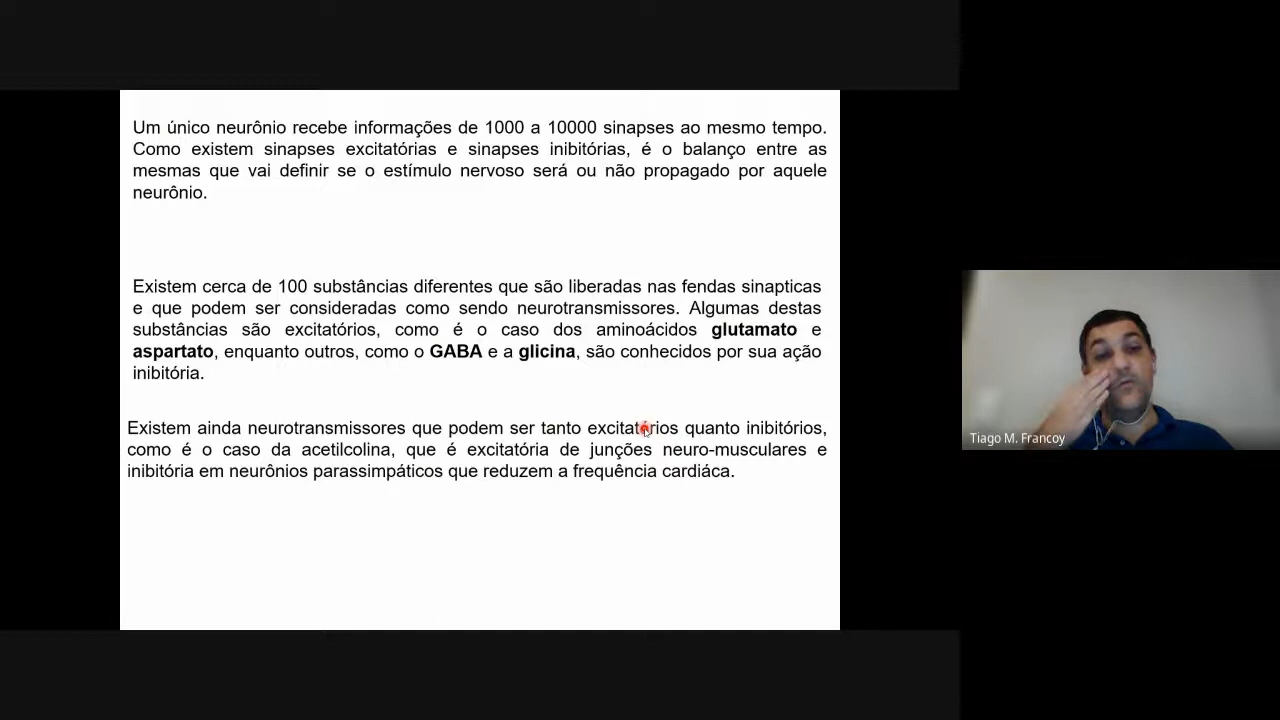 Um único neurônio recebe informações de 1000 a 10000 sinapses ao mesmo tempo.
Como existem sinapses excitatórias e sinapses inibitórias, é o balanço entre as
mesmas que vai definir se o estímulo nervoso será ou não propagado por aquele
neurônio.
Existem cerca de 100 substâncias diferentes que são liberadas nas fendas sinapticas
e que podem ser consideradas como sendo neurotransmissores. Algumas destas
substâncias são excitatórios, como é o caso dos aminoácidos glutamato e
aspartato, enquanto outros, como o GABA e a glicina, são conhecidos por sua ação
inibitória.
Existem ainda neurotransmissores que podem ser tanto excitatórios quanto inibitórios,
como é o caso da acetilcolina, que é excitatória de junções neuro-musculares e
inibitória em neurônios parassimpáticos que reduzem a frequência cardiáca.
Tiago M. Francoy